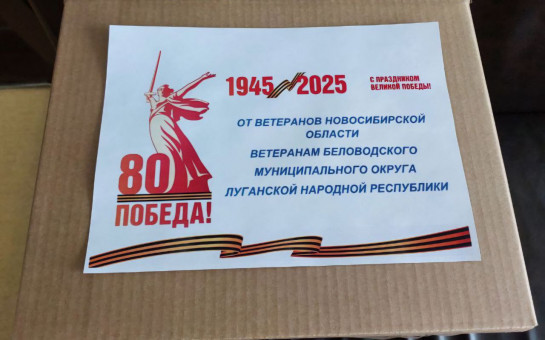 1945 2025
С ПРАЗДНИКОМ
ВЕЛИКОЙ ПОБЕДЫ!
ОТ ВЕТЕРАНОВ НОВОСИБИРСКОЙ
ОБЛАСТИ
ВЕТЕРАНАМ БЕЛОВОДСКОГО
МУНИЦИПАЛЬНОГО ОКРУГА
ЛУГАНСКОЙ НАРОДНОЙ РЕСПУБЛИКИ
80
ПОБЕДА!